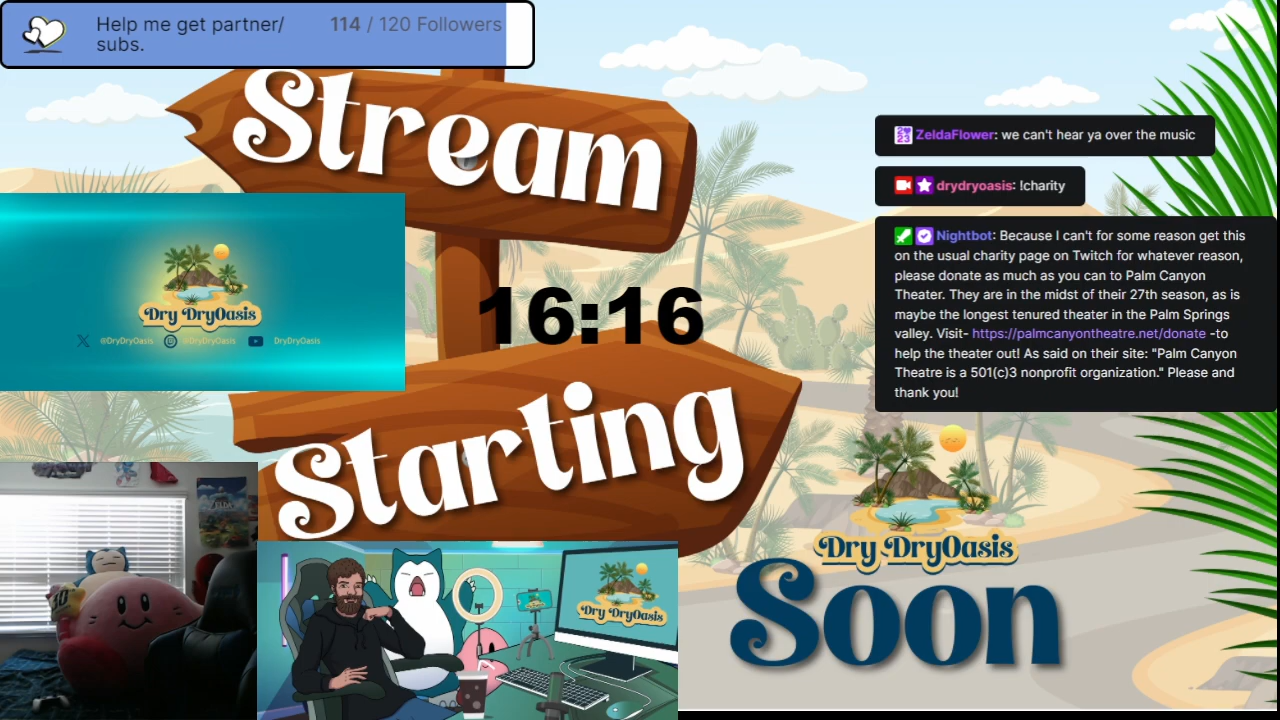 Help me get partner/
subs.
114 / 120 Followers
Stream
Starting
Soon
16:16
Dry DryOasis
@DryDryOasis
@DryDryOasis
DryDryOasis
ZeldaFlower: we can't hear ya over the music
drydryoasis: !charity
Nightbot: Because I can't for some reason get this
on the usual charity page on Twitch for whatever reason,
please donate as much as you can to Palm Canyon
Theater. They are in the midst of their 27th season, as is
maybe the longest tenured theater in the Palm Springs
valley. Visit- https://palmcanyontheatre.net/donate -to
help the theater out! As said on their site: "Palm Canyon
Theatre is a 501(c)3 nonprofit organization." Please and
thank you!
Dry DryOasis
Dry DryOasis